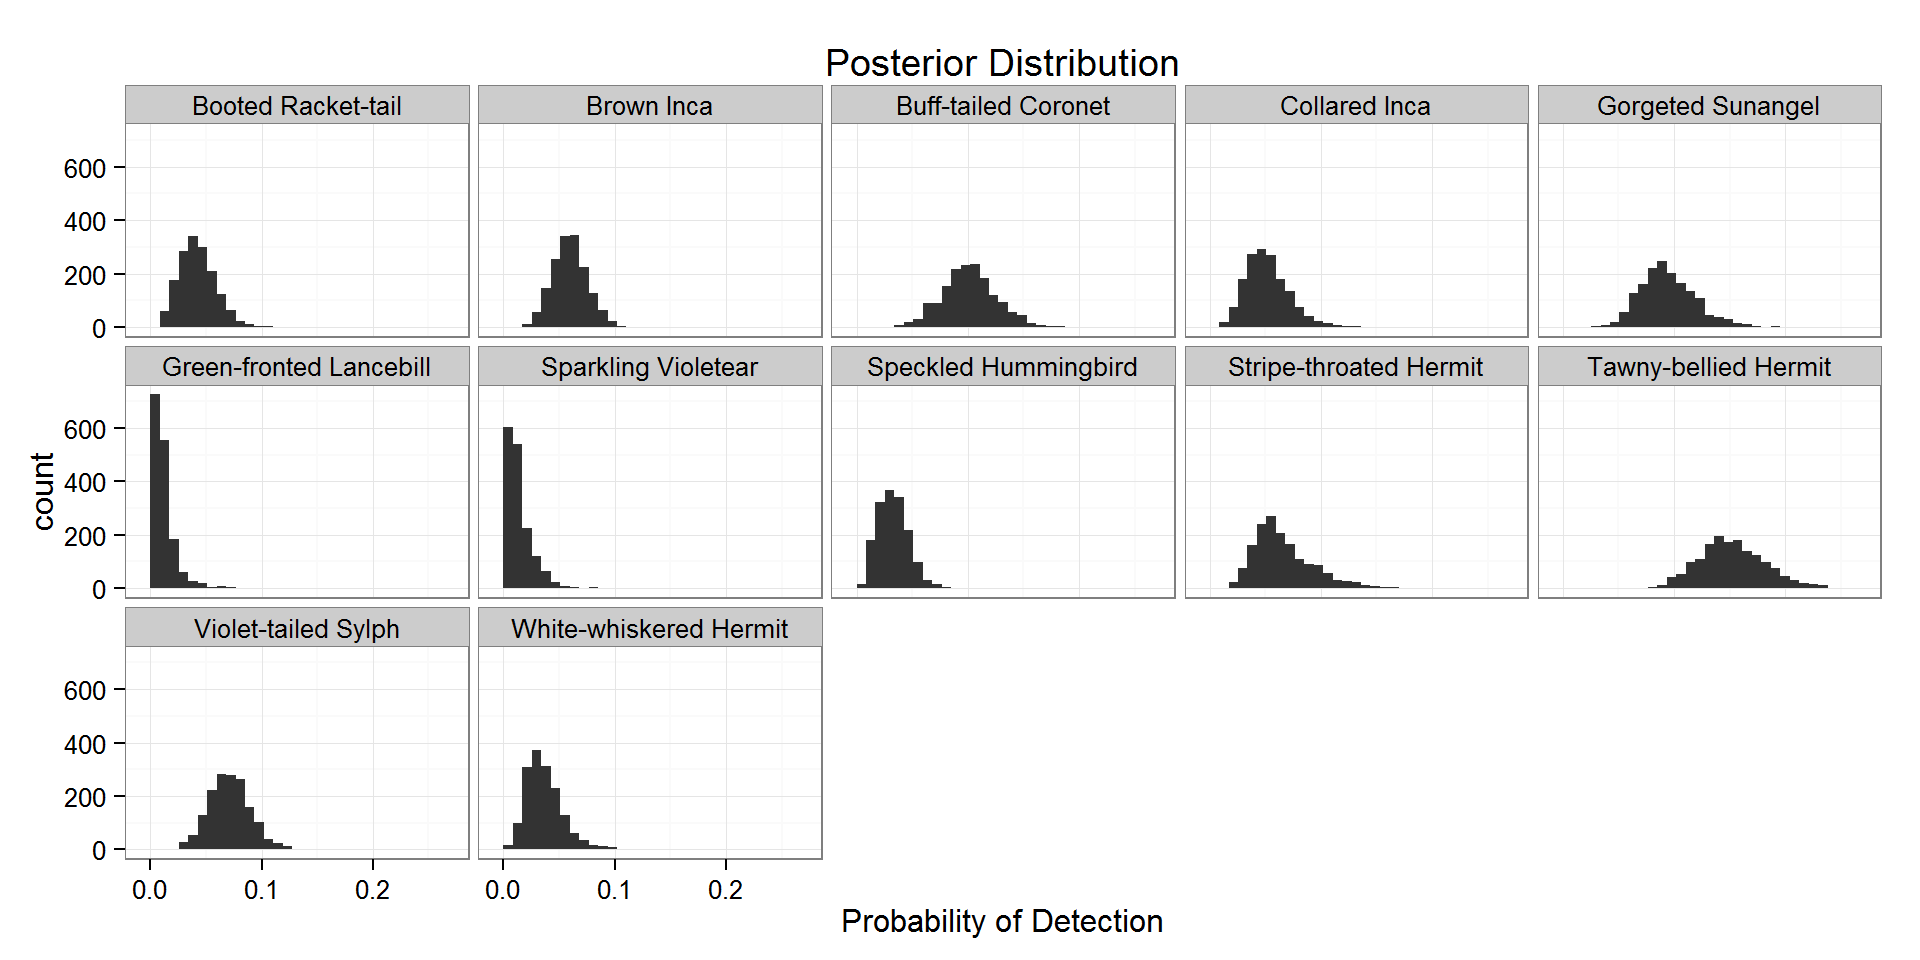 Posterior Distribution
Booted Racket-tail
Brown Inca
Buff-tailed Coronet
Collared Inca
Gorgeted Sunangel
600
400
200
0
Green-fronted Lancebill
Sparkling Violetear
Speckled Hummingbird
Stripe-throated Hermit
Tawny-bellied Hermit
count
600
400
200
0
Violet-tailed Sylph
White-whiskered Hermit
600
400
200
0
0.0 0.1 0.2
0.0 0.1 0.2
Probability of Detection